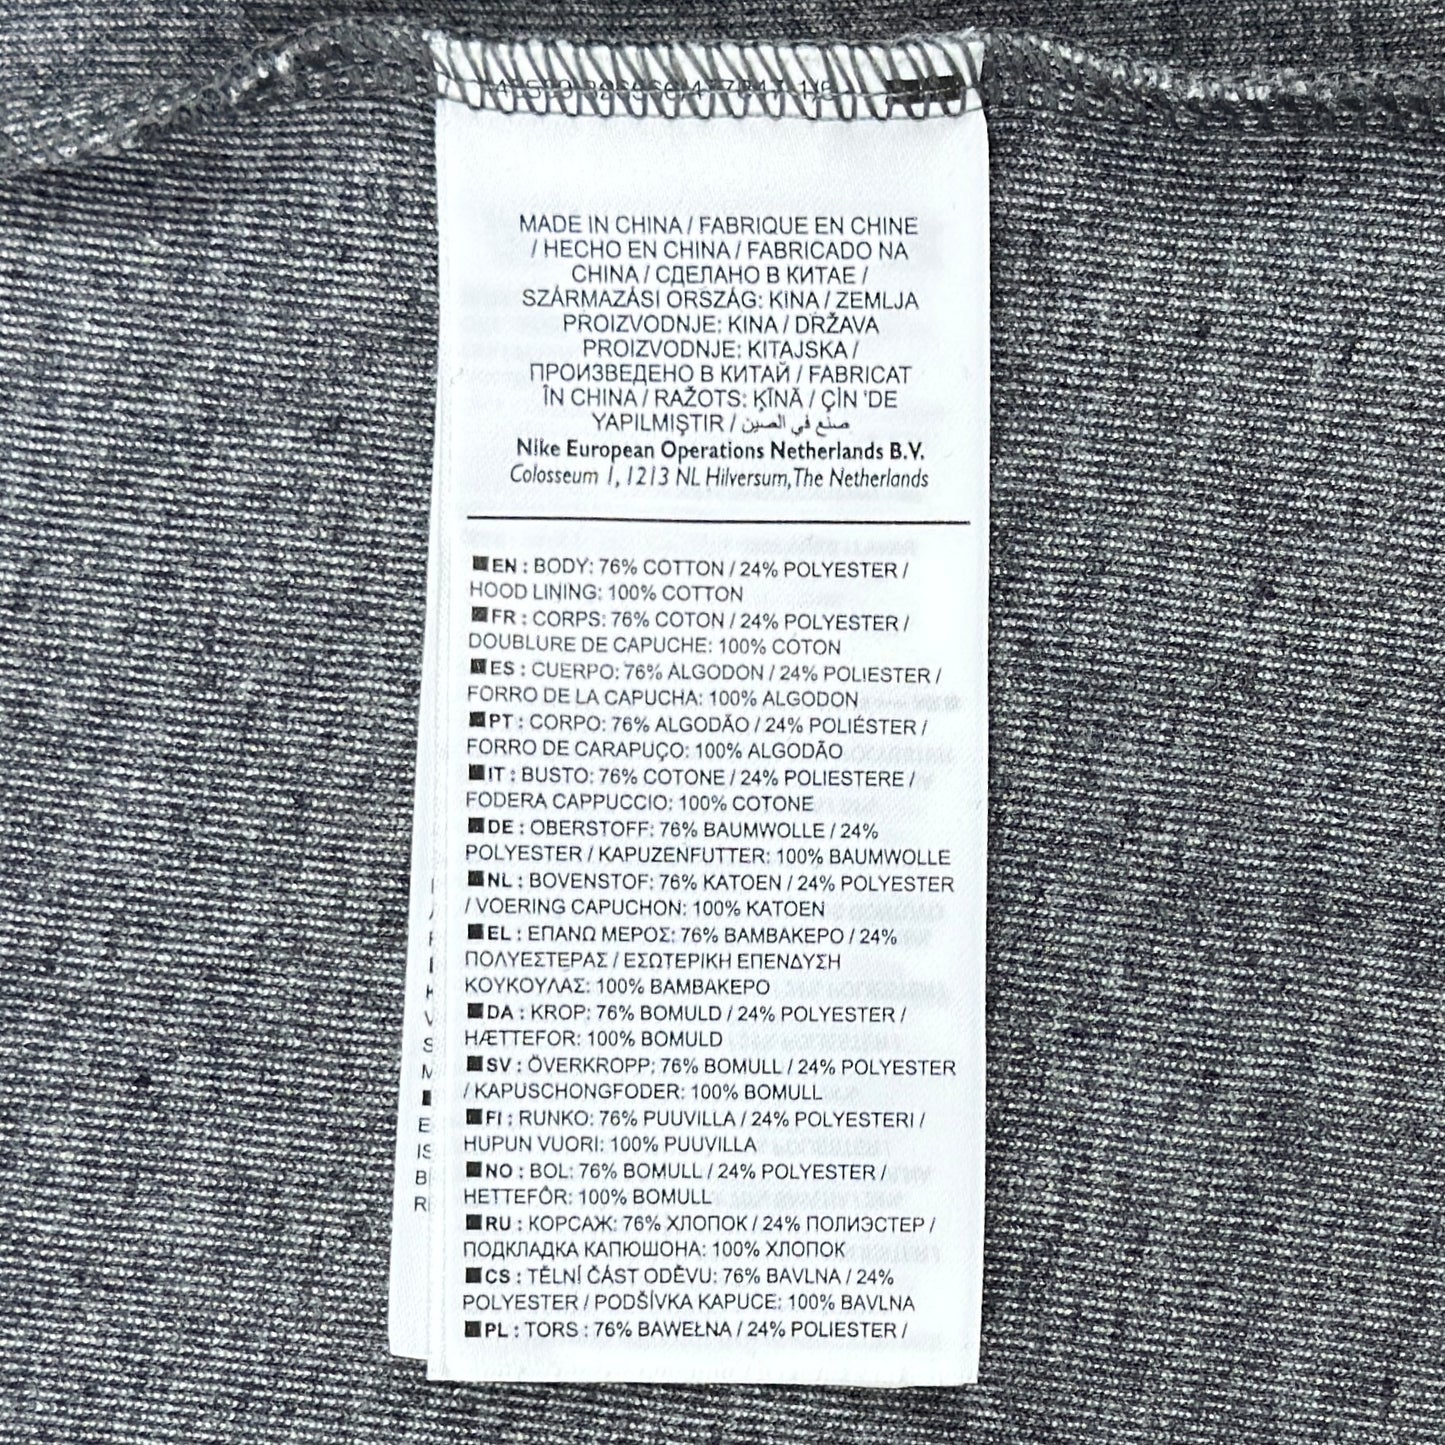 MADE IN CHINA / FABRIQUE EN CHINE
/ HECHO EN CHINA / FABRICADO NA
CHINA / СДЕЛАНО В КИТАЕ /
SZÁRMAZÁSI ORSZÁG: KINA / ZEMLJA
PROIZVODNJE: KINA / DRŽAVA
PROIZVODNJE: KITAJSKA /
ПРОИЗВЕДЕНО В КИТАЙ / FABRICAT
ÎN CHINA / RAŽOTS: ĶĪNĀ / ÇİN 'DE
YAPILMIŞTIR / صنع في الصين
Nike European Operations Netherlands B.V.
Colosseum 1, 1213 NL Hilversum, The Netherlands
EN : BODY: 76% COTTON / 24% POLYESTER /
HOOD LINING: 100% COTTON
FR : CORPS: 76% COTON / 24% POLYESTER /
DOUBLURE DE CAPUCHE: 100% COTON
ES : CUERPO: 76% ALGODON / 24% POLIESTER /
FORRO DE LA CAPUCHA: 100% ALGODON
PT : CORPO: 76% ALGODÃO / 24% POLIÉSTER /
FORRO DE CARAPUÇO: 100% ALGODÃO
IT : BUSTO: 76% COTONE / 24% POLIESTERE /
FODERA CAPPUCCIO: 100% COTONE
DE : OBERSTOFF: 76% BAUMWOLLE / 24%
POLYESTER / KAPUZENFUTTER: 100% BAUMWOLLE
NL : BOVENSTOF: 76% KATOEN / 24% POLYESTER
/ VOERING CAPUCHON: 100% KATOEN
EL : ΕΠΑΝΩ ΜΕΡΟΣ: 76% ΒΑΜΒΑΚΕΡΟ / 24%
ΠΟΛΥΕΣΤΕΡΑΣ / ΕΣΩΤΕΡΙΚΗ ΕΠΕΝΔΥΣΗ
ΚΟΥΚΟΥΛΑΣ: 100% ΒΑΜΒΑΚΕΡΟ
DA : KROP: 76% BOMULD / 24% POLYESTER /
HÆTTEFOR: 100% BOMULD
SV : ÖVERKROPP: 76% BOMULL / 24% POLYESTER
/ KAPUSCHONGFODER: 100% BOMULL
FI : RUNKO: 76% PUUVILLA / 24% POLYESTERI /
HUPUN VUORI: 100% PUUVILLA
NO : BOL: 76% BOMULL / 24% POLYESTER /
HETTEFÔR: 100% BOMULL
RU : КОРСАЖ: 76% ХЛОПОК / 24% ПОЛИЭСТЕР /
ПОДКЛАДКА КАПЮШОНА: 100% ХЛОПОК
CS : TĚLNÍ ČÁST ODĚVU: 76% BAVLNA / 24%
POLYESTER / PODŠÍVKA KAPUCE: 100% BAVLNA
PL : TORS : 76% BAWEŁNA / 24% POLIESTER /